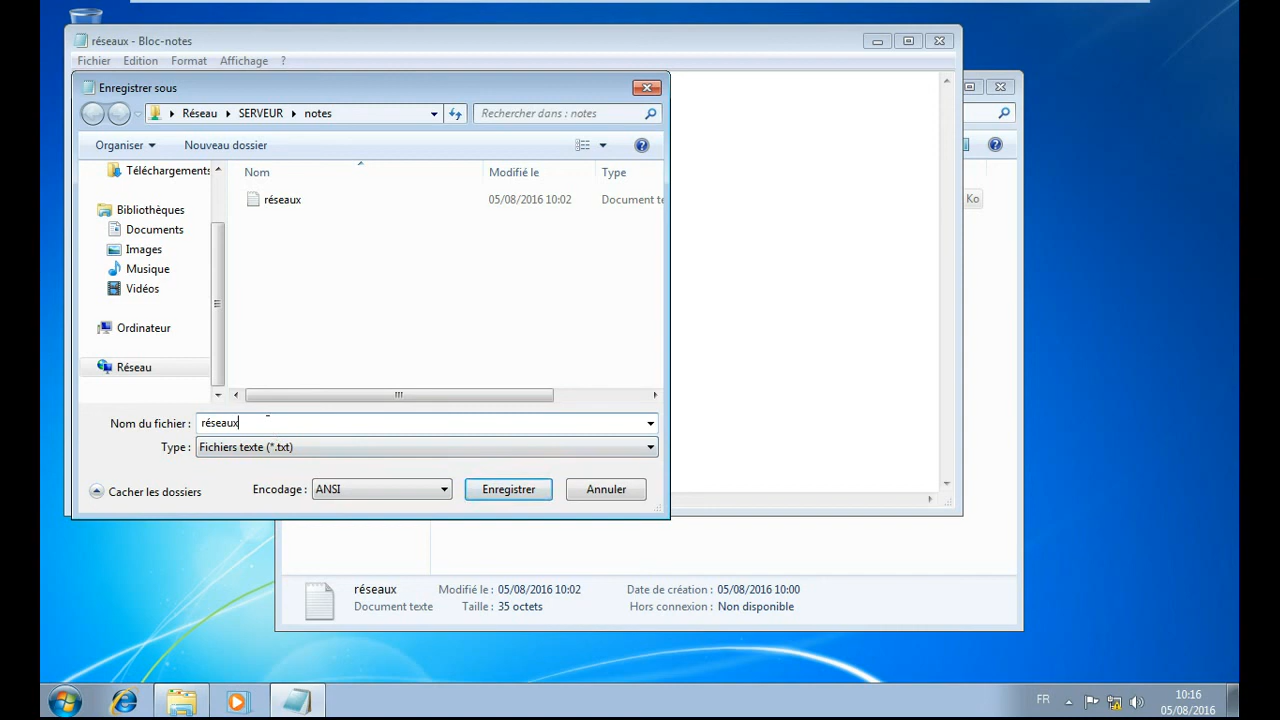 réseaux - Bloc-notes
Fichier Edition Format Affichage ?
Enregistrer sous
Réseau SERVEUR notes
Rechercher dans : notes
Organiser Nouveau dossier
Nom Modifié le Type
Téléchargements
réseaux 05/08/2016 10:02 Document te
Ko
Bibliothèques
Documents
Images
Musique
Vidéos
Ordinateur
Réseau
Nom du fichier : réseaux
Type : Fichiers texte (*.txt)
Cacher les dossiers Encodage : ANSI Enregistrer Annuler
réseaux Modifié le : 05/08/2016 10:02 Date de création : 05/08/2016 10:00
Document texte Taille : 35 octets Hors connexion : Non disponible
FR 10:16
05/08/2016